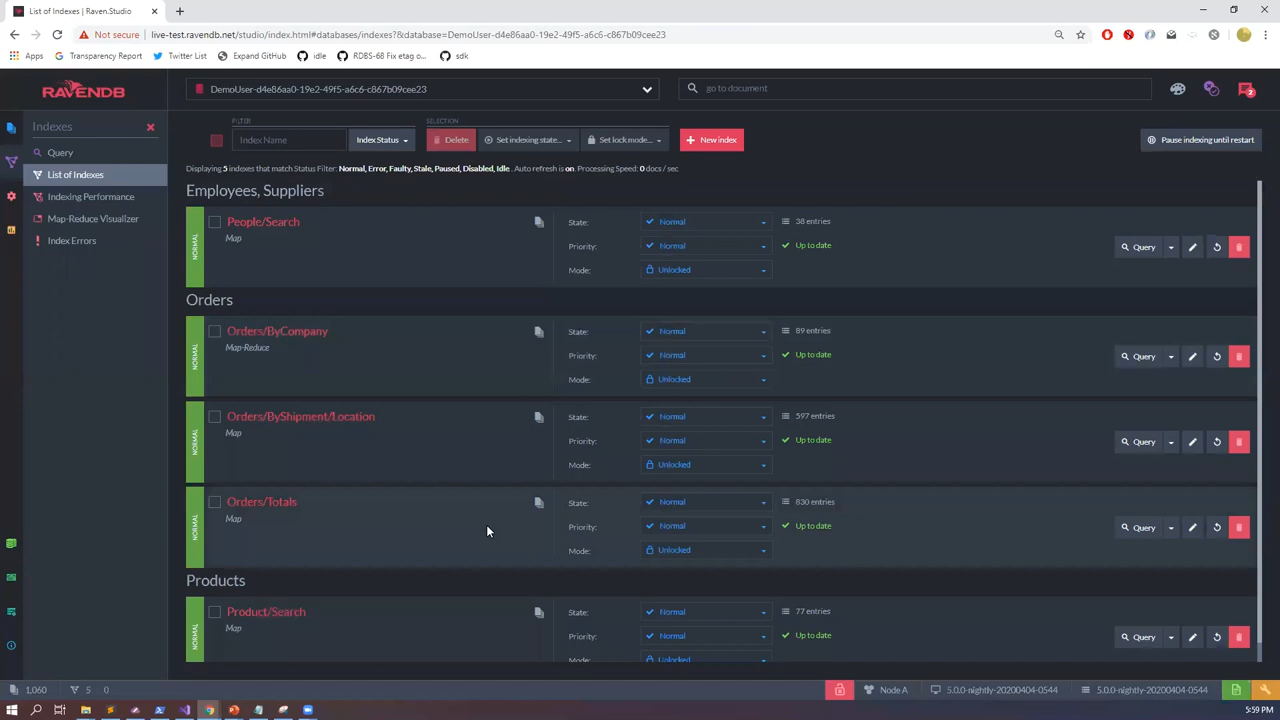 List of Indexes | Raven.Studio
Not secure | live-test.ravendb.net/studio/index.html#databases/indexes?&database=DemoUser-d4e86aa0-19e2-49f5-a6c6-c867b09cee23
Apps Transparency Report Twitter List Expand GitHub idle RDBS-68 Fix etag o... sdk
RAVENDB
DemoUser-d4e86aa0-19e2-49f5-a6c6-c867b09cee23
go to document
2
Indexes
Query
List of Indexes
Indexing Performance
Map-Reduce Visualizer
Index Errors
FILTER SELECTION
Index Name Index Status Delete Set indexing state... Set lock mode... New index Pause indexing until restart
Displaying 5 indexes that match Status Filter: Normal, Error, Faulty, Stale, Paused, Disabled, Idle . Auto refresh is on. Processing Speed: 0 docs / sec
Employees, Suppliers
NORMAL
People/Search
Map
State: Normal 38 entries
Priority: Normal Up to date
Mode: Unlocked
Query
Orders
NORMAL
Orders/ByCompany
Map-Reduce
State: Normal 89 entries
Priority: Normal Up to date
Mode: Unlocked
Query
NORMAL
Orders/ByShipment/Location
Map
State: Normal 597 entries
Priority: Normal Up to date
Mode: Unlocked
Query
NORMAL
Orders/Totals
Map
State: Normal 830 entries
Priority: Normal Up to date
Mode: Unlocked
Query
Products
NORMAL
Product/Search
Map
State: Normal 77 entries
Priority: Normal Up to date
Mode: Unlocked
Query
1,060 5 0 Node A 5.0.0-nightly-20200404-0544 5.0.0-nightly-20200404-0544
5:59 PM